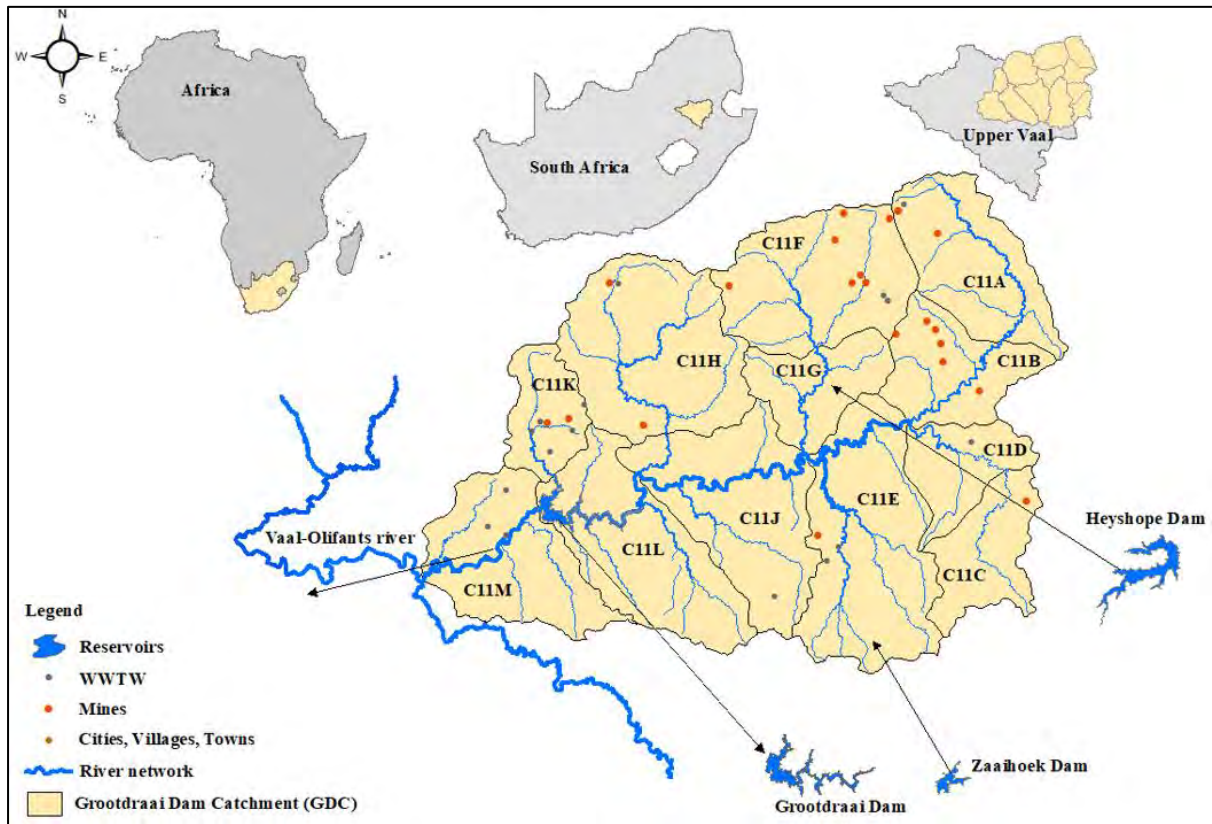 N
W
E
S
Africa
South Africa
Upper Vaal
C11F
C11A
C11H
C11G
C11B
C11K
C11D
C11E
C11J
Heyshope Dam
Vaal-Olifants river
C11L
C11C
C11M
Legend
Reservoirs
WWTW
Mines
Cities, Villages, Towns
River network
Grootdraai Dam Catchment (GDC)
Zaaihoek Dam
Grootdraai Dam